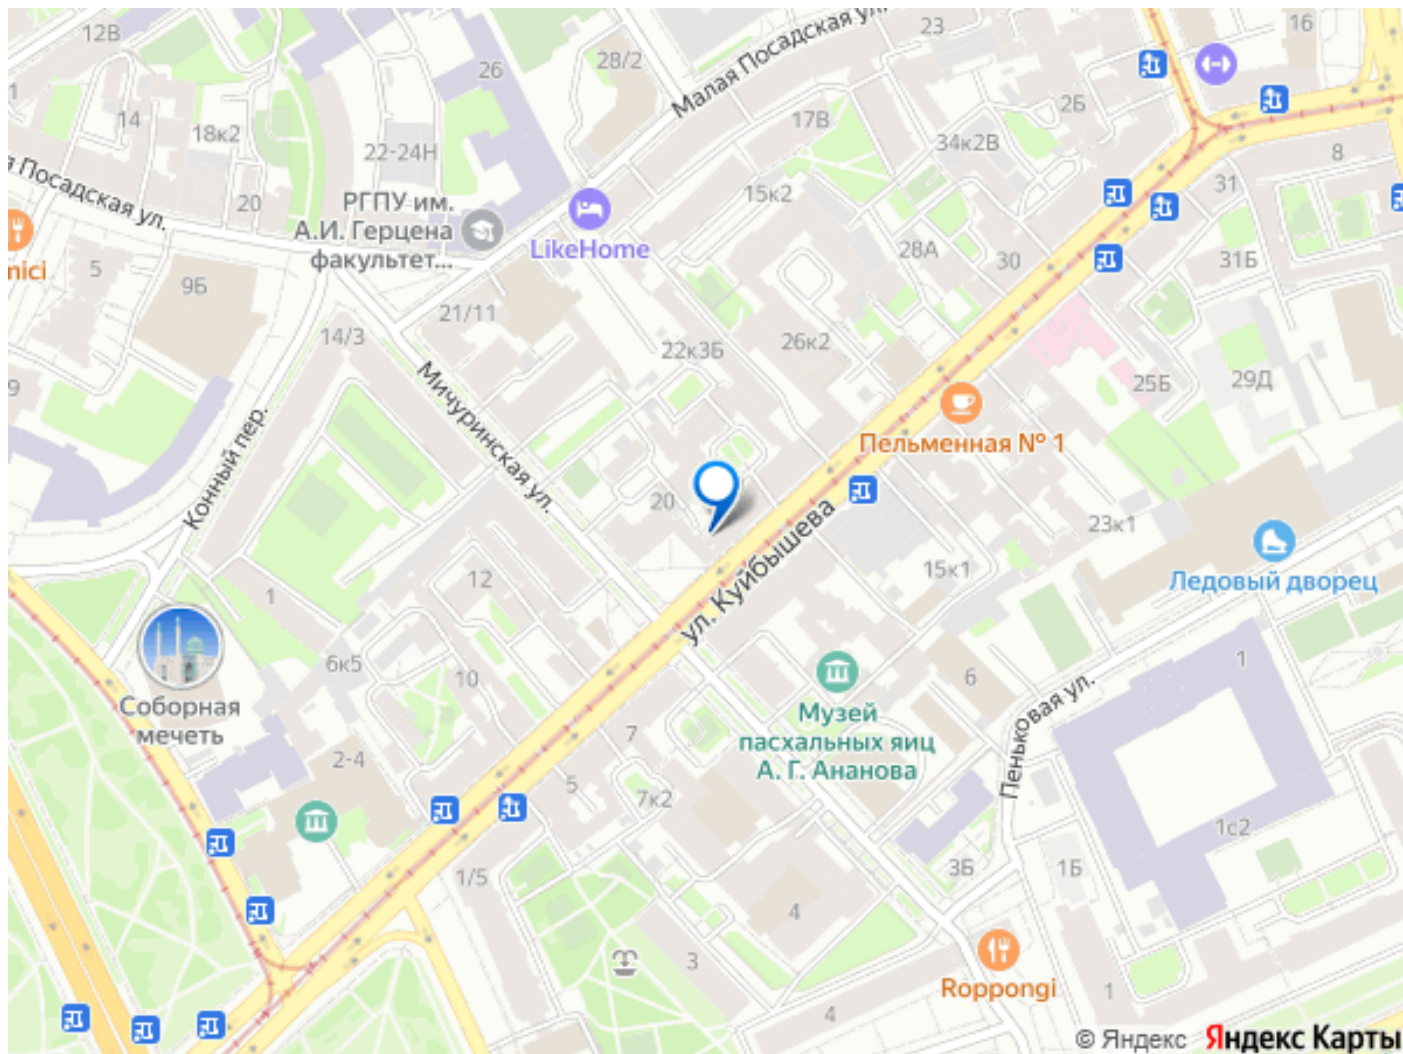 12В
28/2
26
Малая Посадская ул.
23
16
1
14
18к2
22-24Н
17В
2Б
34к2В
8
я Посадская ул.
20
РГПУ им.
А.И. Герцена
факультет...
LikeHome
15к2
31
28А
30
31Б
nici
5
9Б
21/11
14/3
22к3Б
26к2
25Б
29Д
9
Мичуринская ул.
Конный пер.
Пельменная № 1
20
ул. Куйбышева
23к1
15к1
Ледовый дворец
12
1
1
Соборная
мечеть
6к5
10
6
1
Музей
пасхальных яиц
А. Г. Ананова
Пеньковая ул.
2-4
7
5
7к2
1с2
1/5
3Б
1Б
4
3
Roppongi
4
1
© Яндекс Яндекс Карты